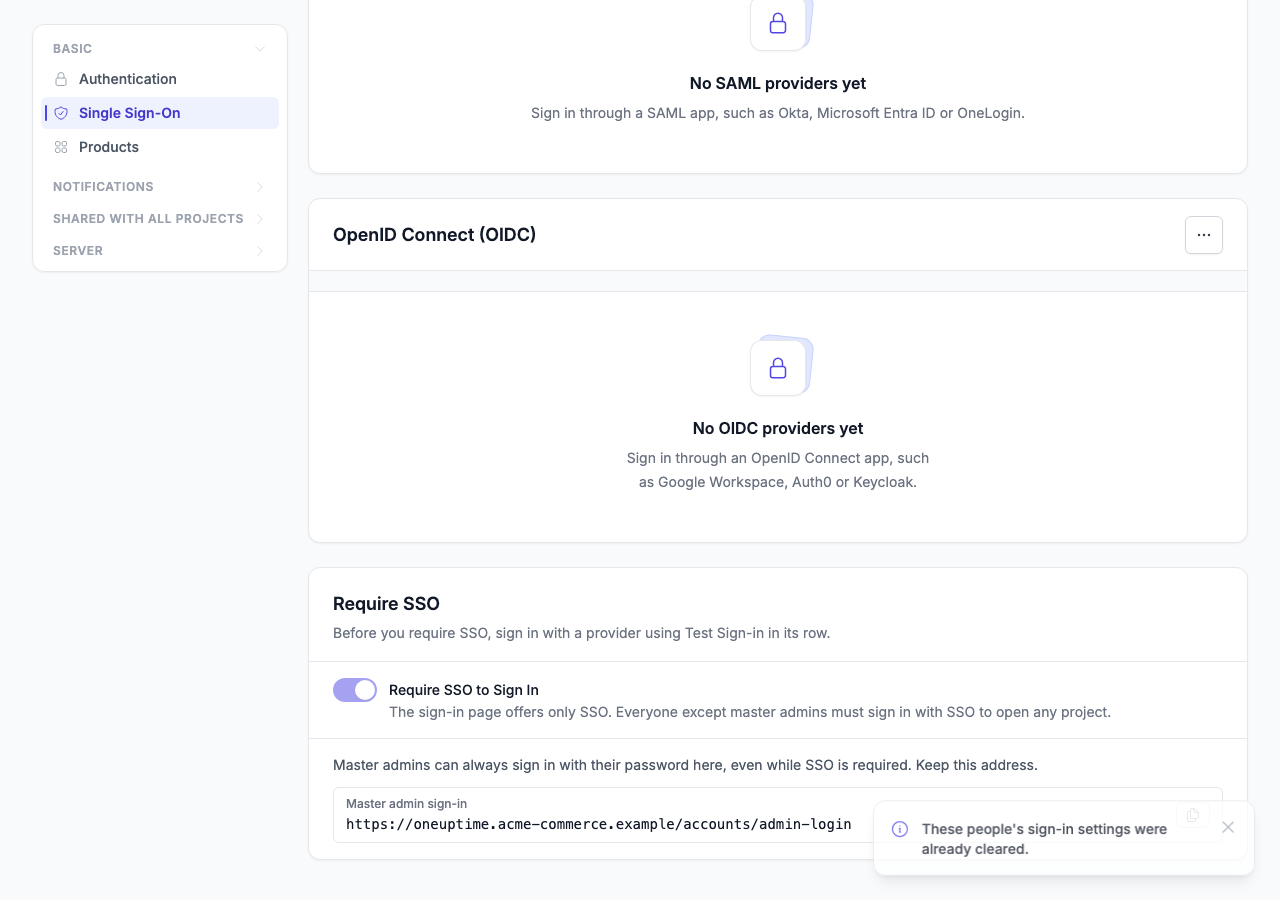 BASIC
Authentication
Single Sign-On
Products
NOTIFICATIONS
SHARED WITH ALL PROJECTS
SERVER
No SAML providers yet
Sign in through a SAML app, such as Okta, Microsoft Entra ID or OneLogin.
OpenID Connect (OIDC)
No OIDC providers yet
Sign in through an OpenID Connect app, such
as Google Workspace, Auth0 or Keycloak.
Require SSO
Before you require SSO, sign in with a provider using Test Sign-in in its row.
Require SSO to Sign In
The sign-in page offers only SSO. Everyone except master admins must sign in with SSO to open any project.
Master admins can always sign in with their password here, even while SSO is required. Keep this address.
Master admin sign-in
https://oneuptime.acme-commerce.example/accounts/admin-login
These people's sign-in settings were
already cleared.